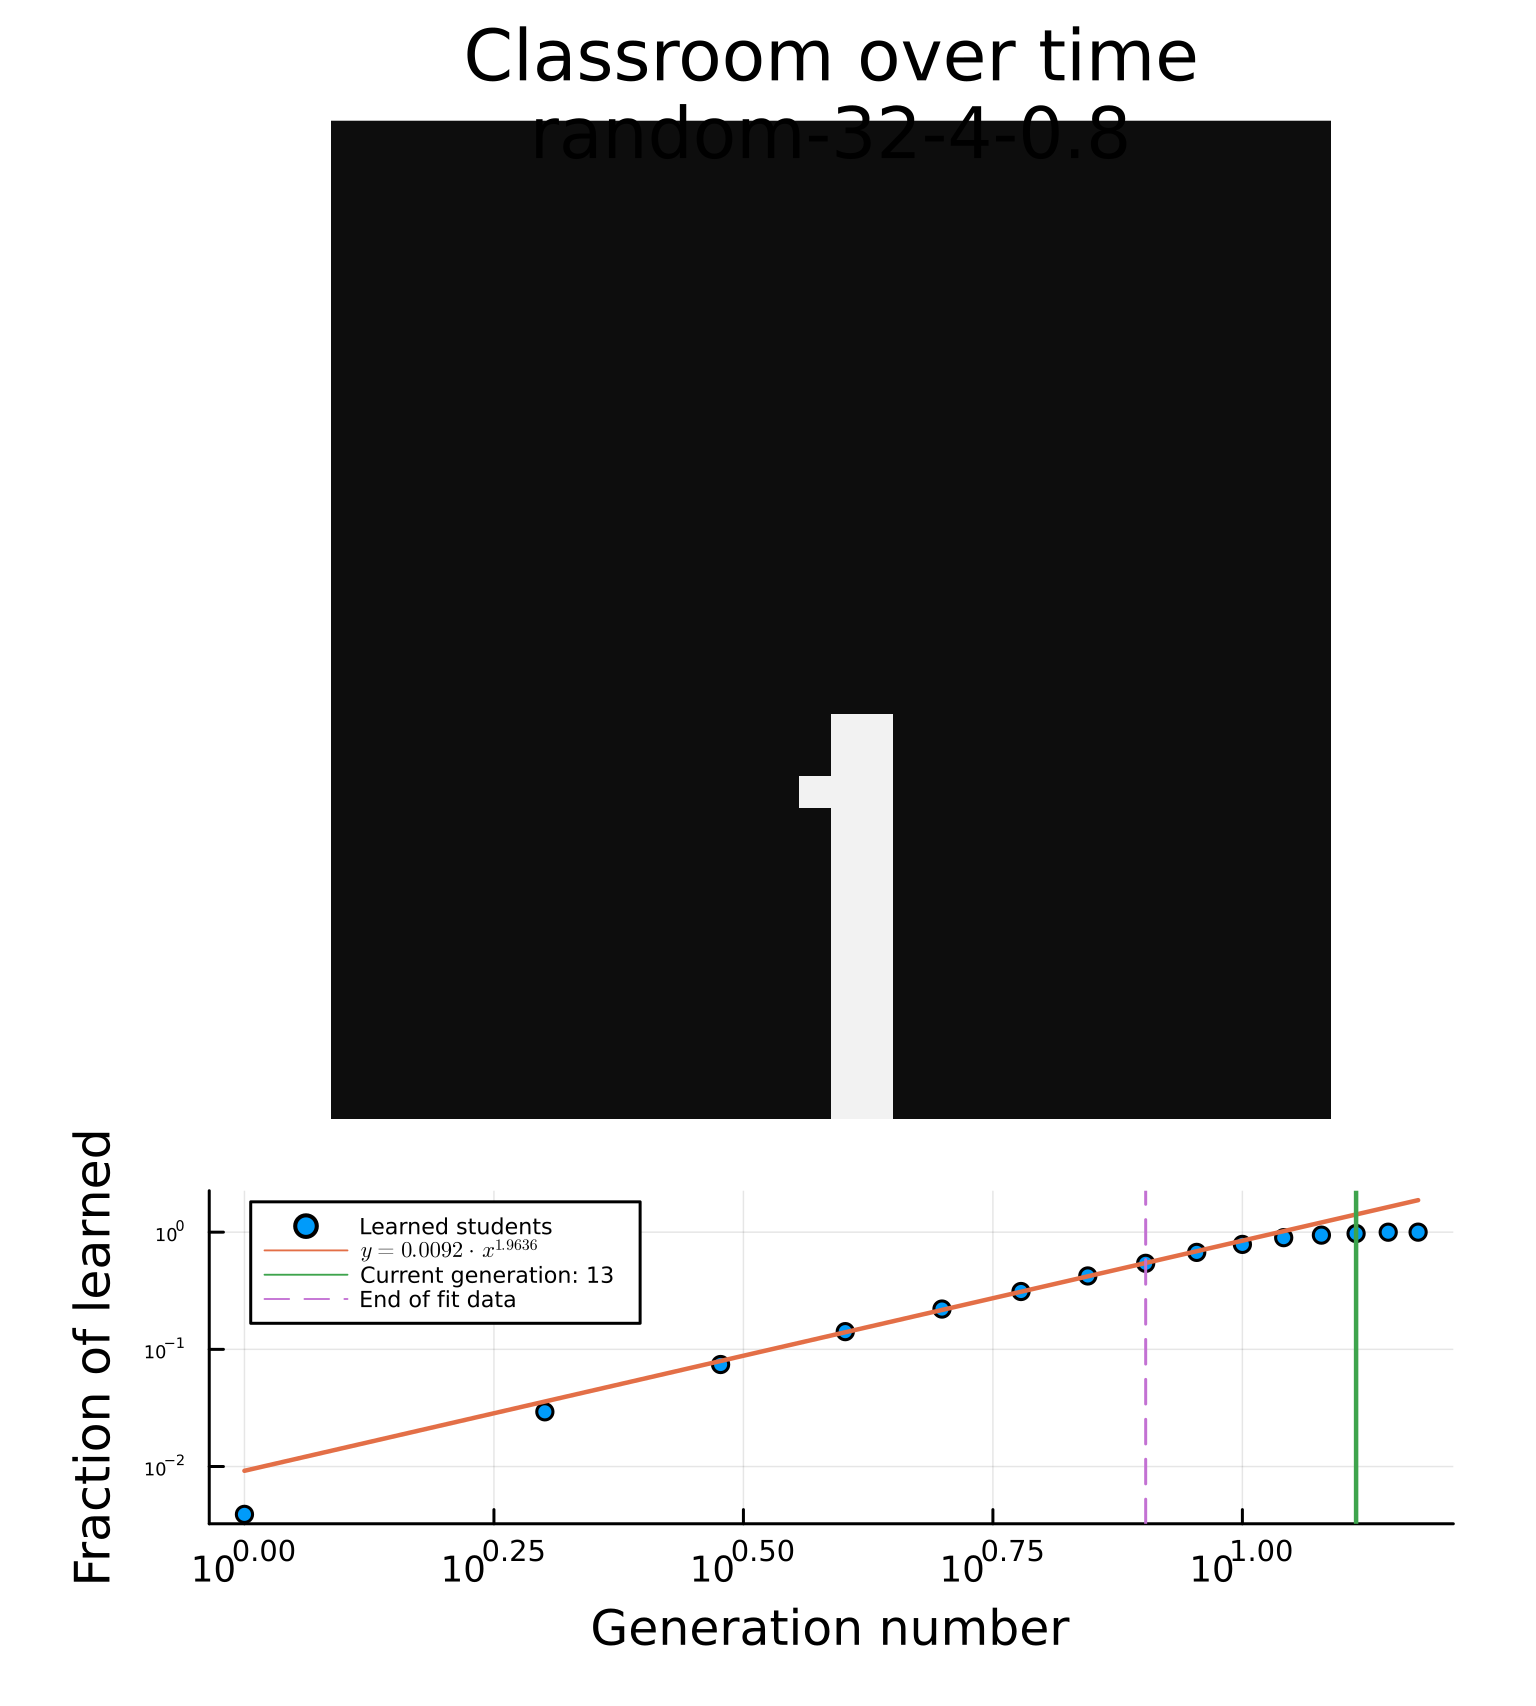 Classroom over time
random-32-4-0.8
Fraction of learned
10^0
10^−1
10^−2
Learned students
y = 0.0092 · x^1.9636
Current generation: 13
End of fit data
10^0.00 10^0.25 10^0.50 10^0.75 10^1.00
Generation number